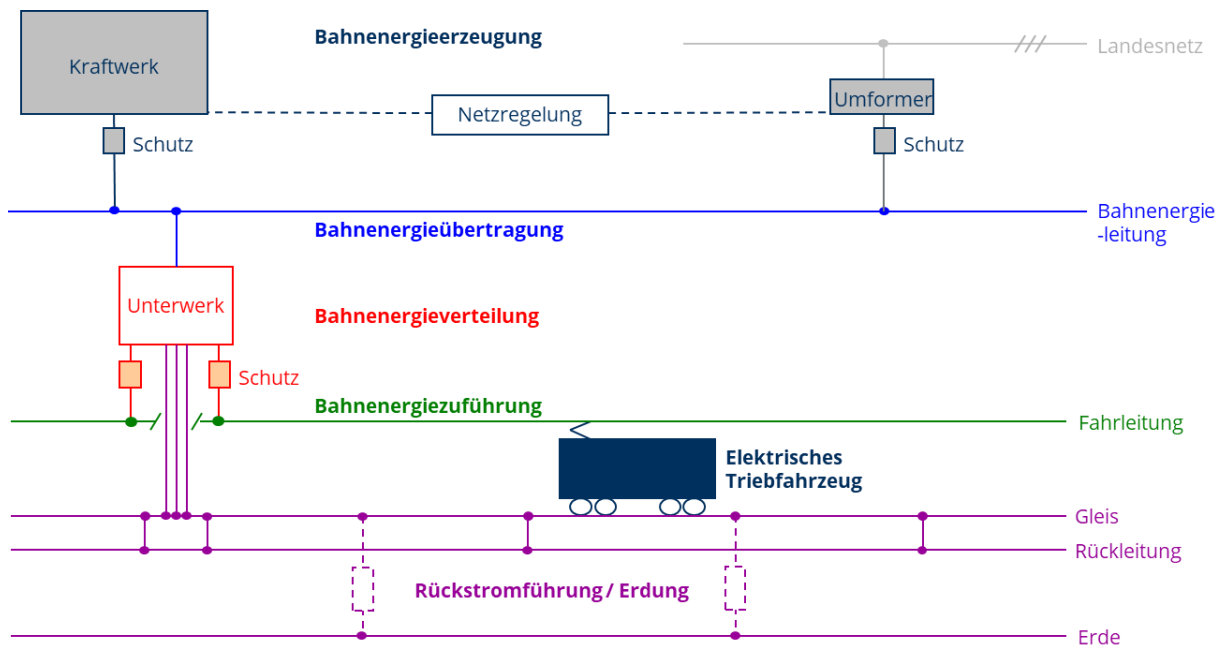 Bahnenergieerzeugung
Landesnetz
Kraftwerk
Umformer
Netzregelung
Schutz
Schutz
Bahnenergie
-leitung
Bahnenergieübertragung
Unterwerk
Bahnenergieverteilung
Schutz
Bahnenergiezuführung
Fahrleitung
Elektrisches
Triebfahrzeug
Gleis
Rückleitung
Rückstromführung / Erdung
Erde